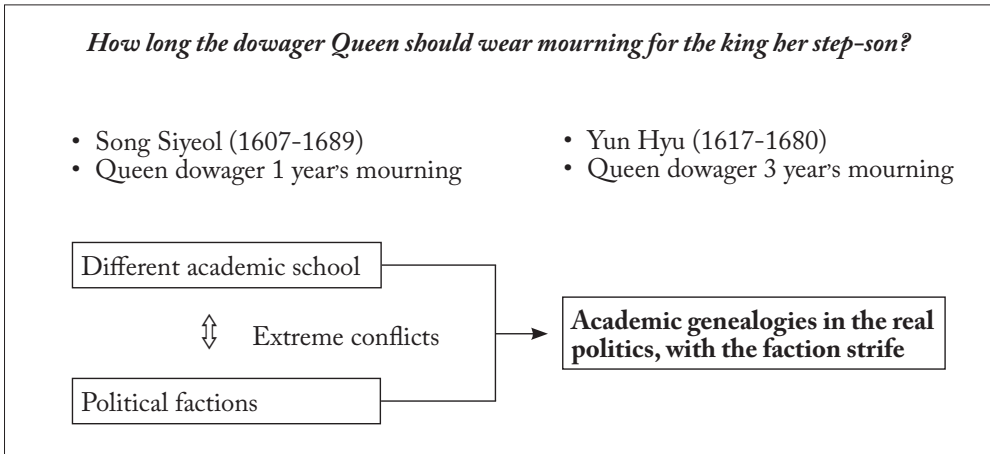 How long the dowager Queen should wear mourning for the king her step-son?
• Song Siyeol (1607-1689)
• Queen dowager 1 year's mourning
• Yun Hyu (1617-1680)
• Queen dowager 3 year's mourning
Different academic school
Extreme conflicts
Political factions
Academic genealogies in the real
politics, with the faction strife